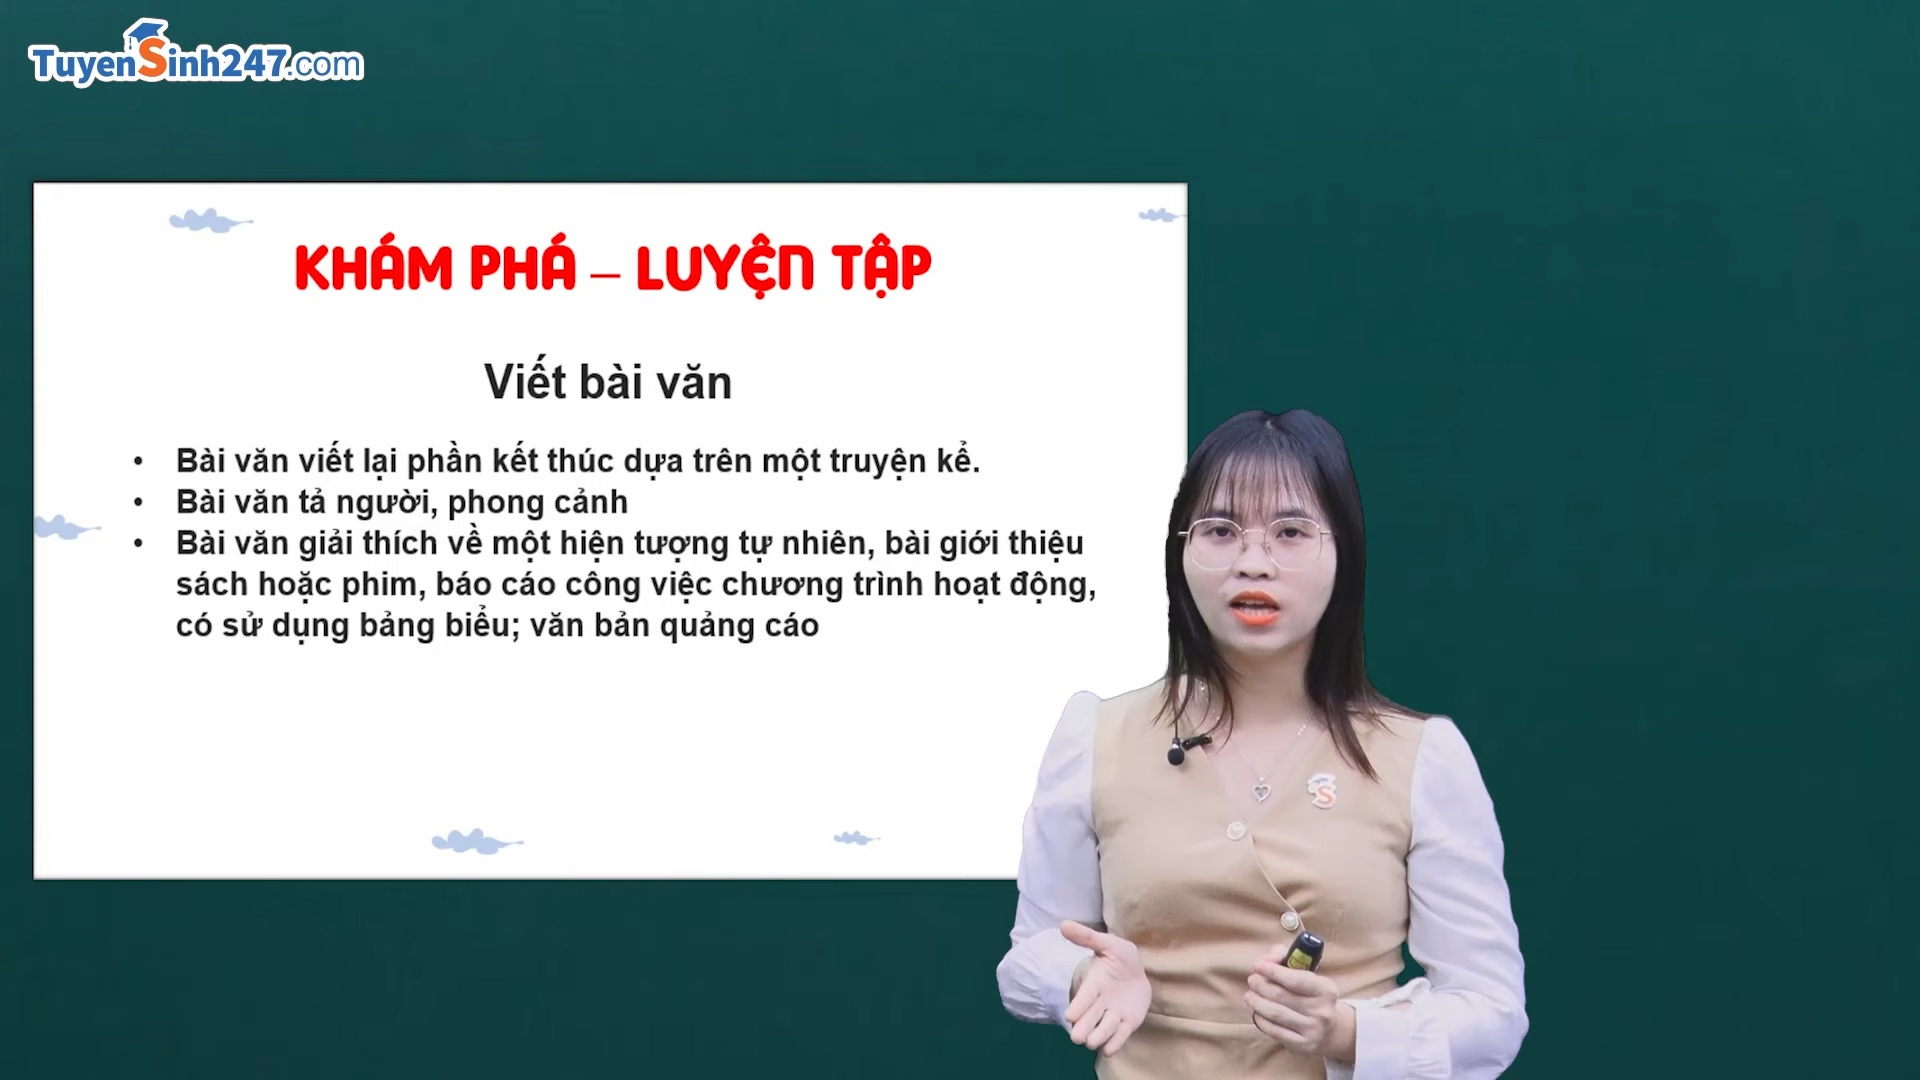 TuyenSinh247.com
KHÁM PHÁ – LUYỆN TẬP
Viết bài văn
• Bài văn viết lại phần kết thúc dựa trên một truyện kể.
• Bài văn tả người, phong cảnh
• Bài văn giải thích về một hiện tượng tự nhiên, bài giới thiệu
sách hoặc phim, báo cáo công việc chương trình hoạt động,
có sử dụng bảng biểu; văn bản quảng cáo
S